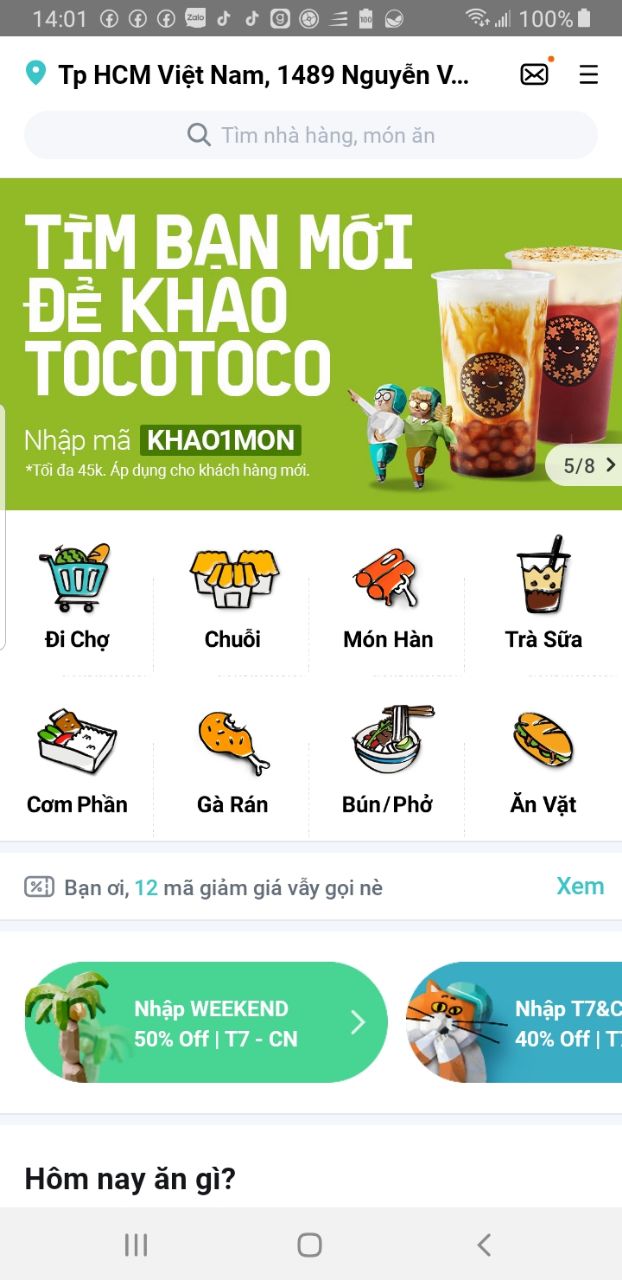 14:01
Zalo
100
100%
Tp HCM Việt Nam, 1489 Nguyễn V...
Tìm nhà hàng, món ăn
TÌM BẠN MỚI
ĐỂ KHAO
TOCOTOCO
Nhập mã KHAO1MON
*Tối đa 45k. Áp dụng cho khách hàng mới.
5/8
Đi Chợ
Chuỗi
Món Hàn
Trà Sữa
Cơm Phần
Gà Rán
Bún/Phở
Ăn Vặt
Bạn ơi, 12 mã giảm giá vẫy gọi nè
Xem
Nhập WEEKEND
50% Off | T7 - CN
Nhập T7&C
40% Off | T7
Hôm nay ăn gì?